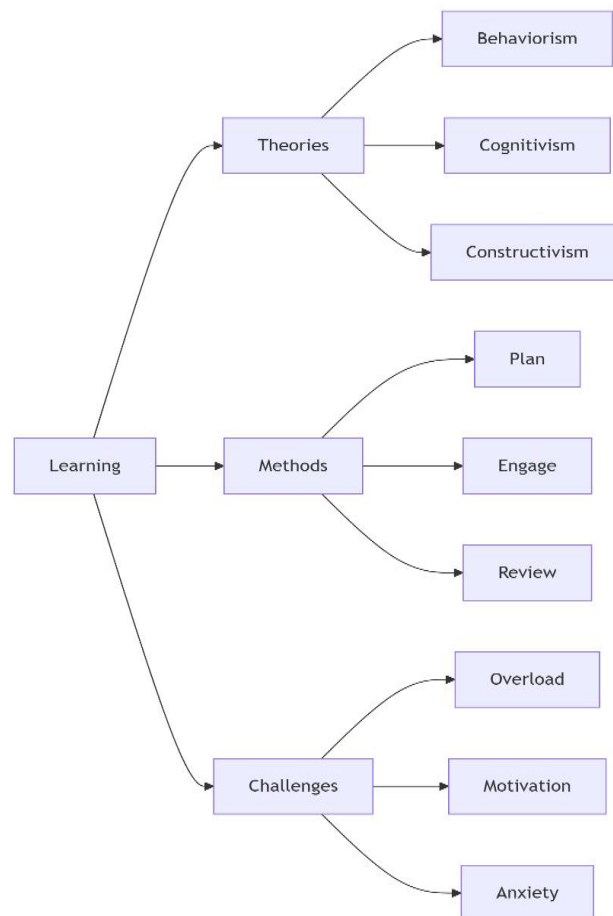 Learning
Theories
Behaviorism
Cognitivism
Constructivism
Methods
Plan
Engage
Review
Challenges
Overload
Motivation
Anxiety